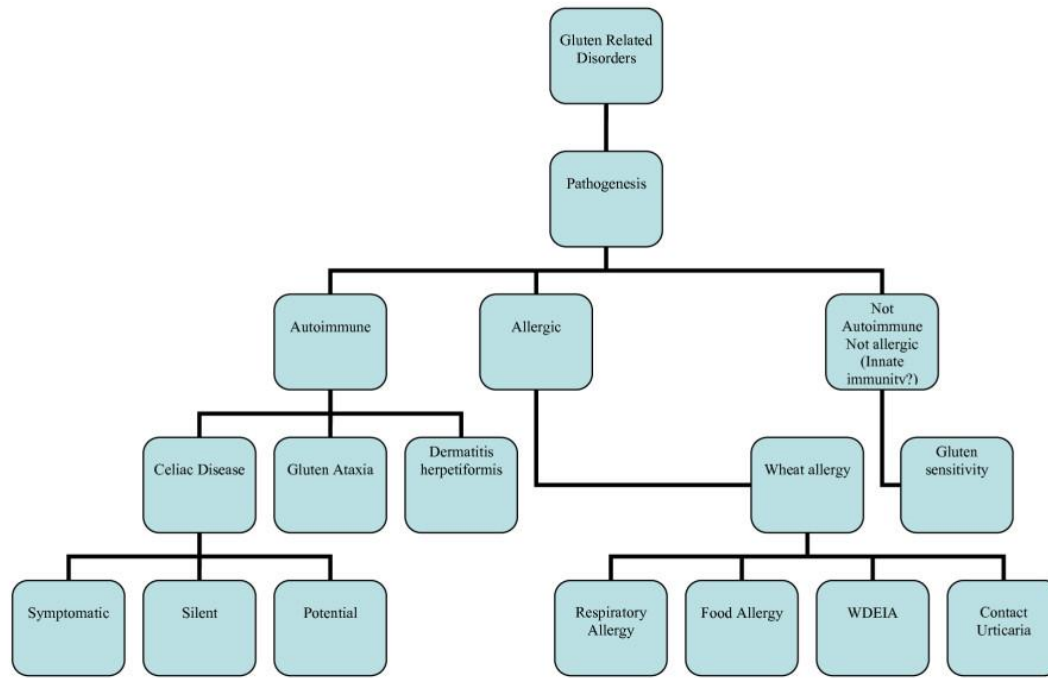 Gluten Related
Disorders
Pathogenesis
Autoimmune
Allergic
Not
Autoimmune
Not allergic
(Innate
immunity?)
Celiac Disease
Gluten Ataxia
Dermatitis
herpetiformis
Wheat allergy
Gluten
sensitivity
Symptomatic
Silent
Potential
Respiratory
Allergy
Food Allergy
WDEIA
Contact
Urticaria